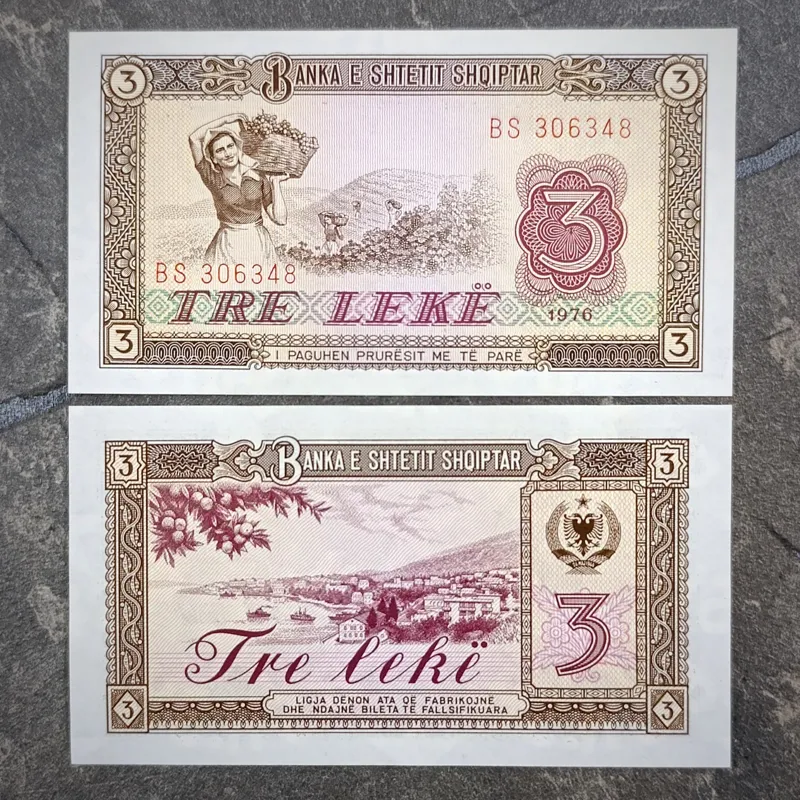 3 BANKA E SHTETIT SHQIPTAR 3
BS 306348
3
BS 306348
TRE LEKË
1976
3 I PAGUHEN PRURËSIT ME TË PARË 3
3 BANKA E SHTETIT SHQIPTAR 3
3
Tre lekë
3 LIGJA DËNON ATA QË FABRIKOJNË 3
DHE NDAJNË BILETA TË FALLSIFIKUARA